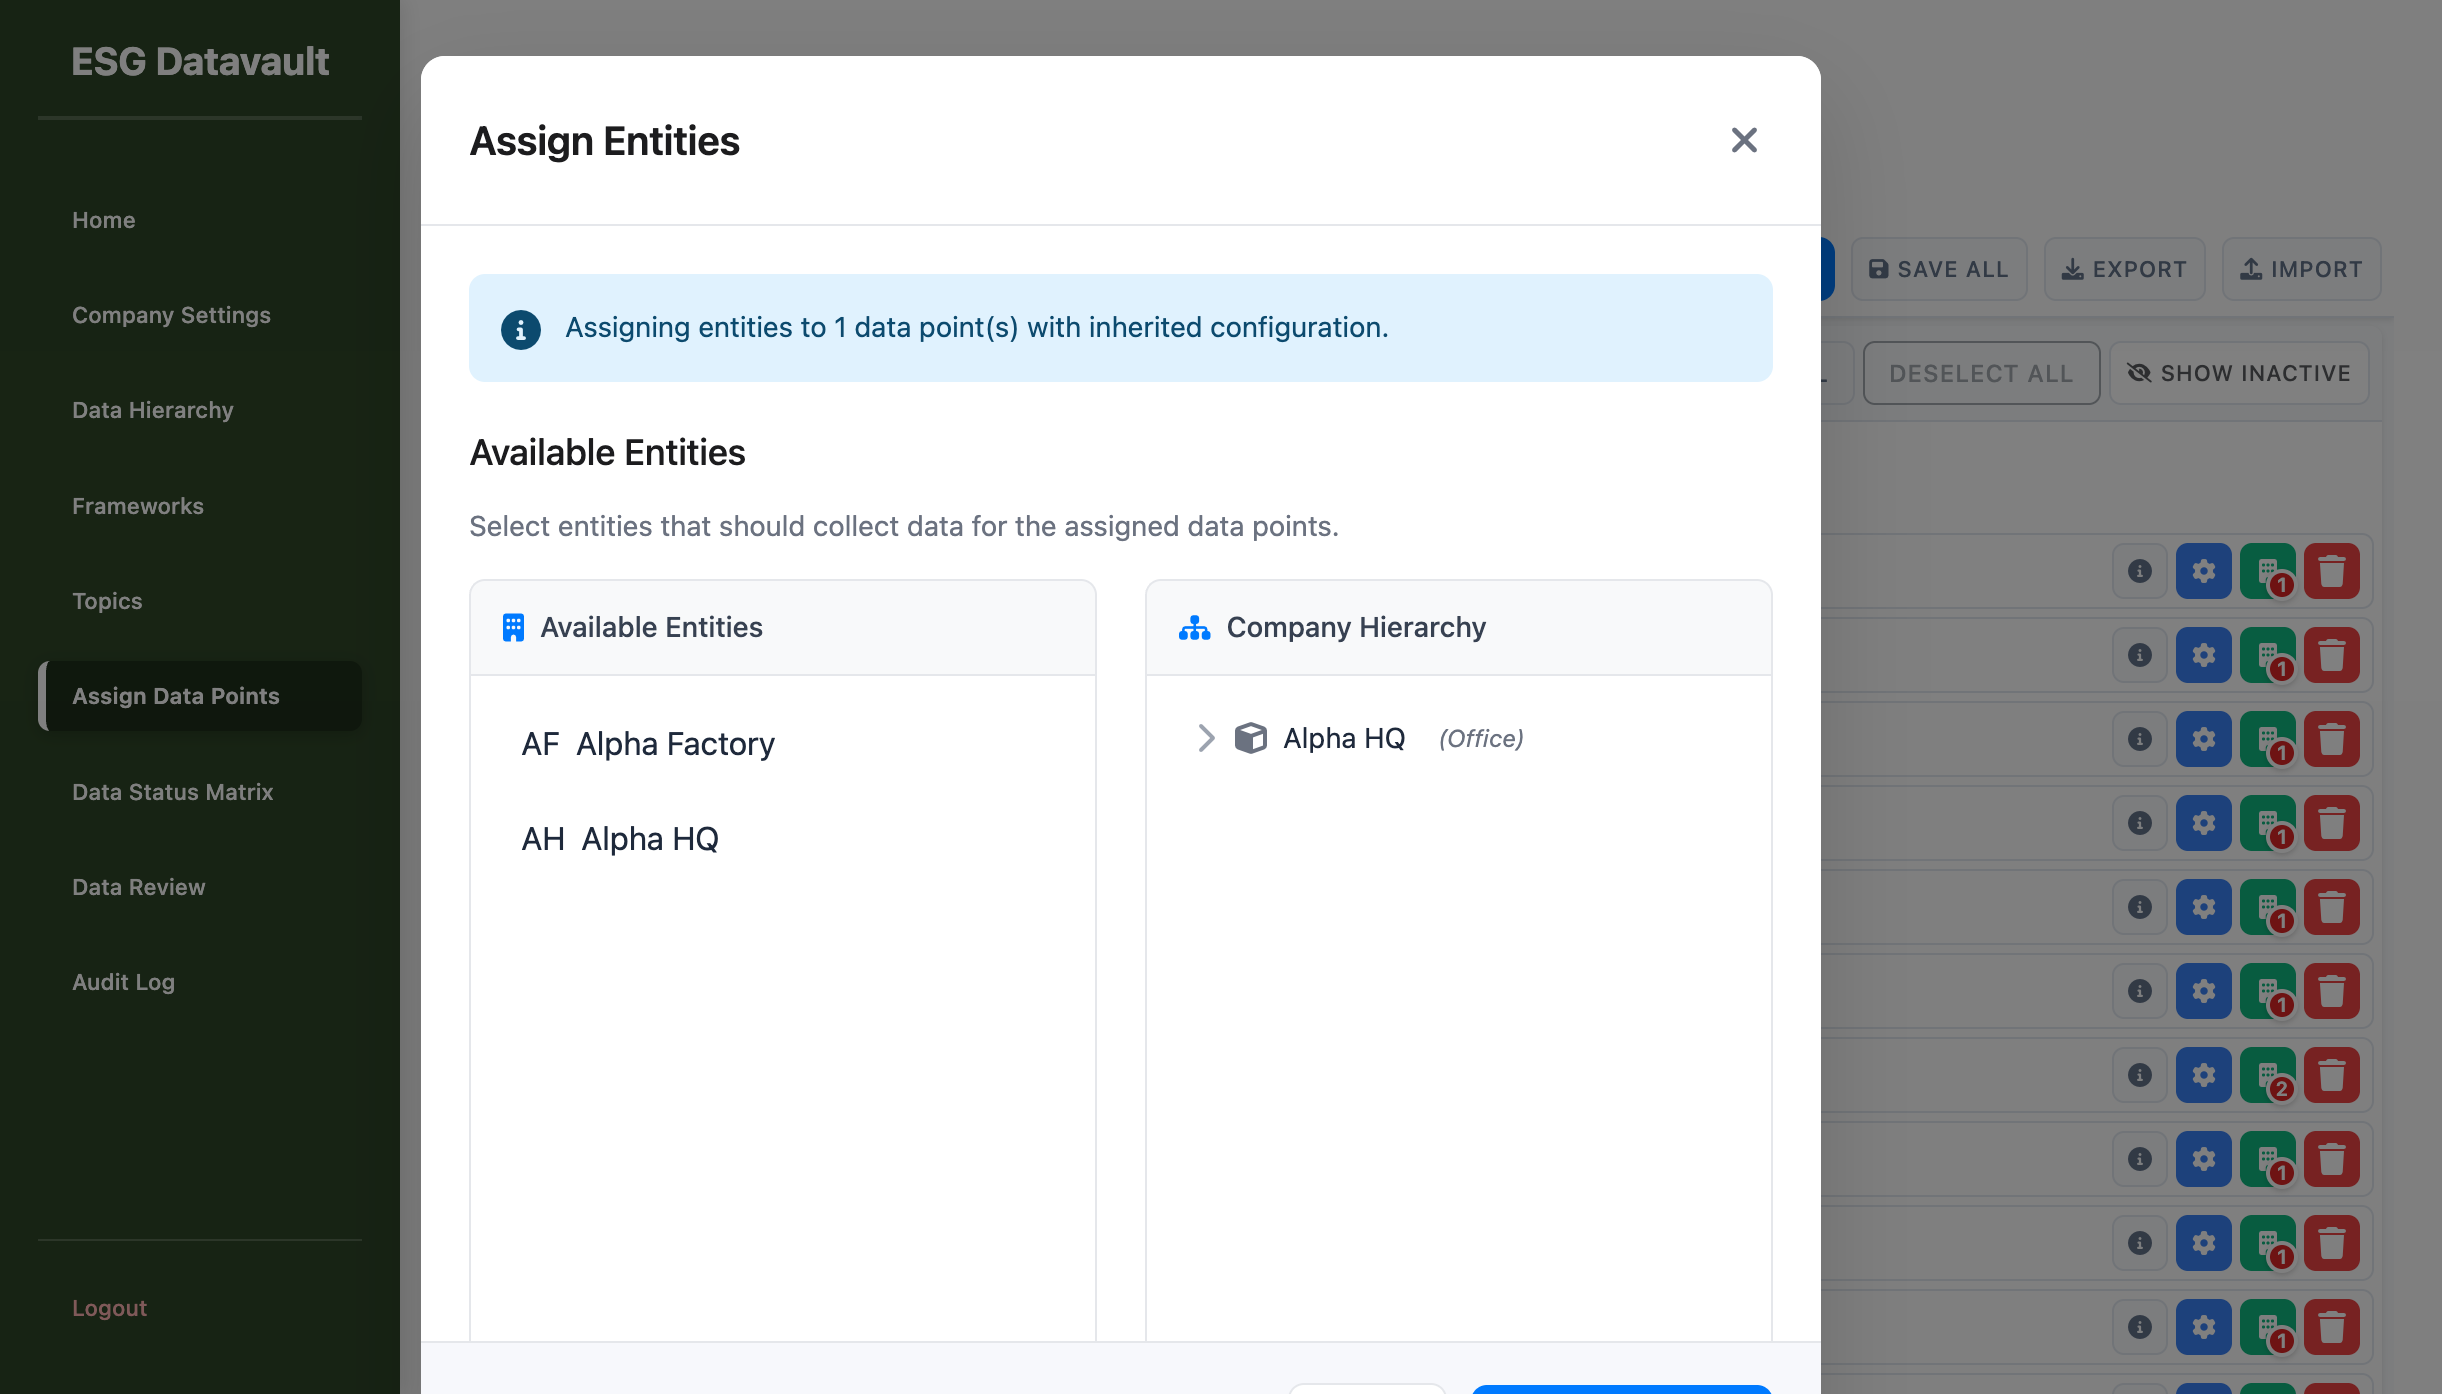 ESG Datavault
Home
Company Settings
Data Hierarchy
Frameworks
Topics
Assign Data Points
Data Status Matrix
Data Review
Audit Log
Logout
Assign Entities
Assigning entities to 1 data point(s) with inherited configuration.
Available Entities
Select entities that should collect data for the assigned data points.
Available Entities
AF Alpha Factory
AH Alpha HQ
Company Hierarchy
Alpha HQ (Office)
SAVE ALL
EXPORT
IMPORT
DESELECT ALL
SHOW INACTIVE
1
1
1
1
1
1
2
1
1
1